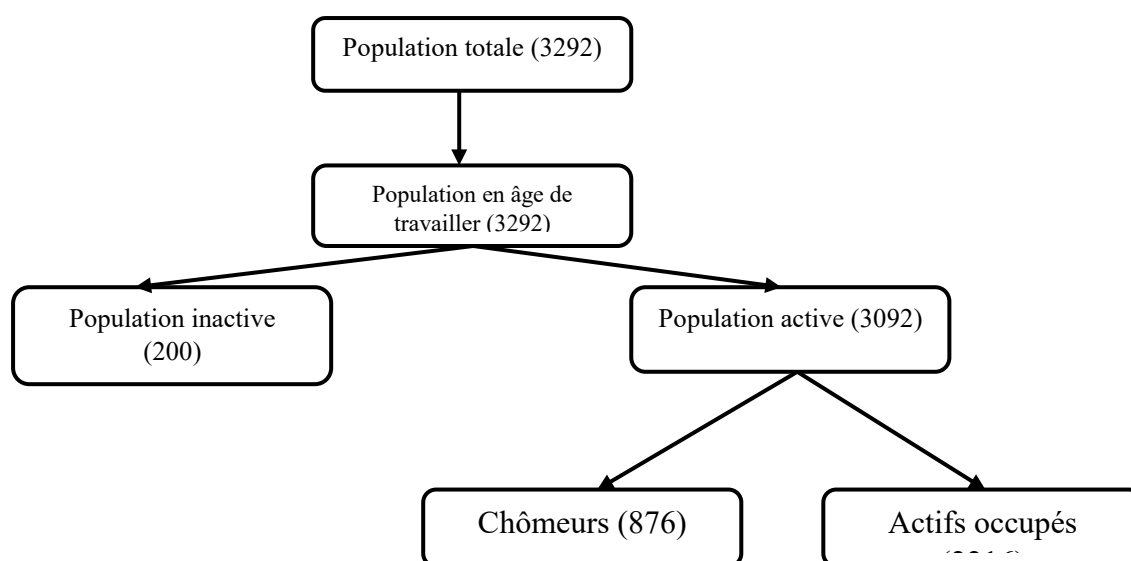 Population totale (3292)
Population en âge de
travailler (3292)
Population inactive
(200)
Population active (3092)
Chômeurs (876)
Actifs occupés